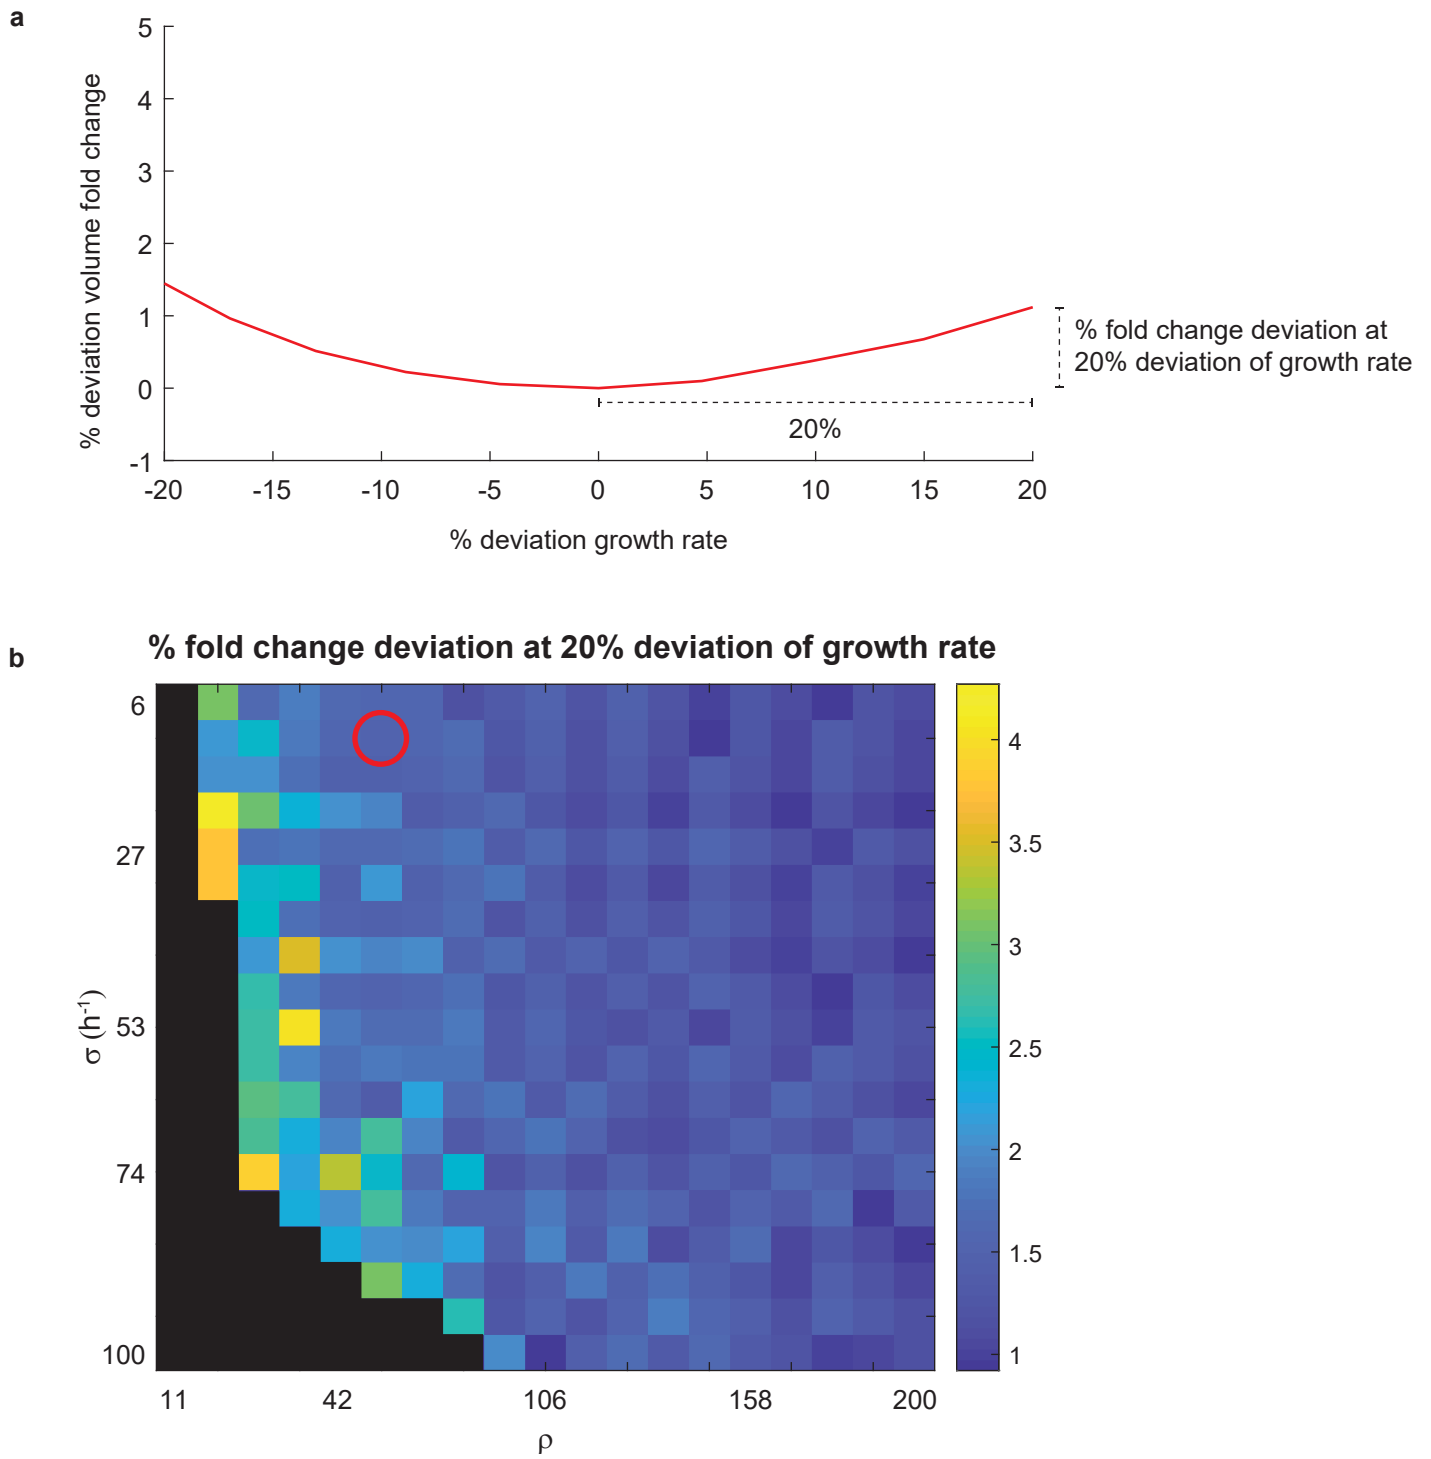 a
5
4
3
2
1
0
-1
% deviation volume fold change
-20 -15 -10 -5 0 5 10 15 20
% deviation growth rate
20%
% fold change deviation at
20% deviation of growth rate
b
% fold change deviation at 20% deviation of growth rate
6
27
53
74
100
σ (h⁻¹)
11 42 106 158 200
ρ
4
3.5
3
2.5
2
1.5
1